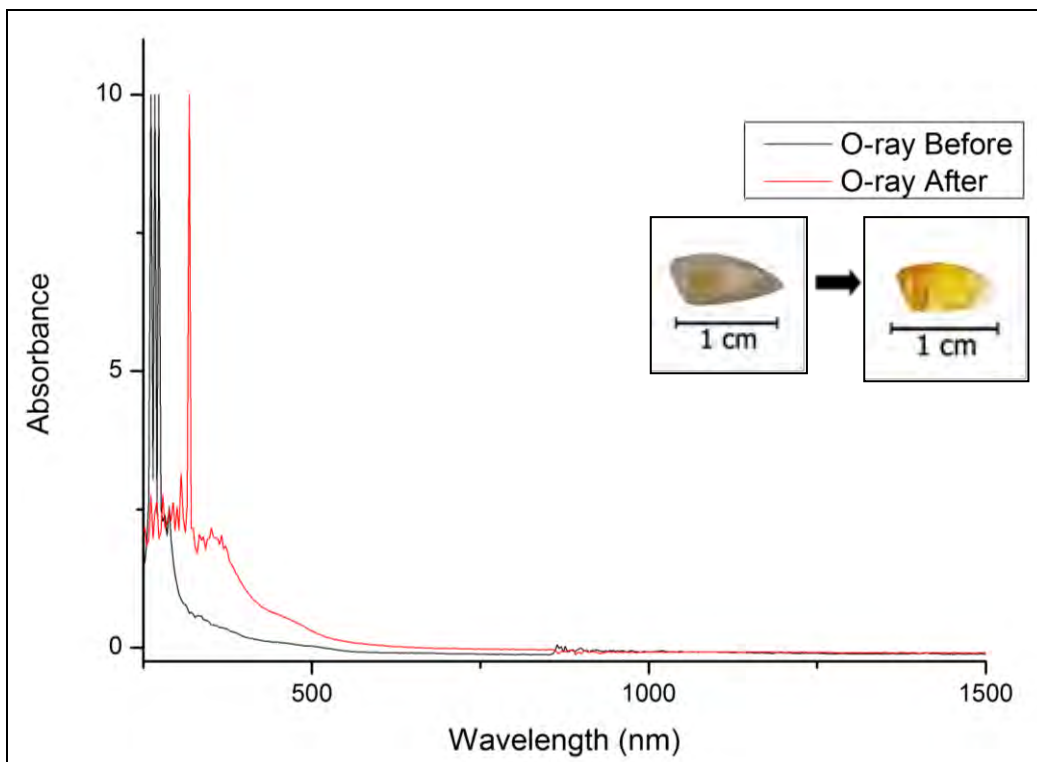 10
5
0
Absorbance
O-ray Before
O-ray After
1 cm
1 cm
500
1000
1500
Wavelength (nm)